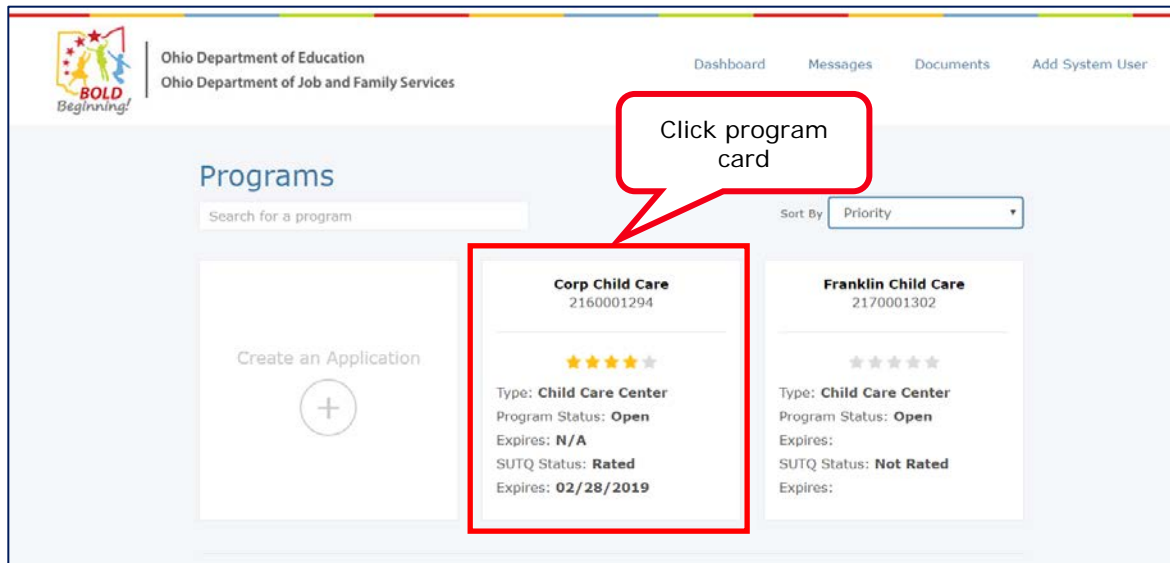 BOLD
Beginning!
Ohio Department of Education
Ohio Department of Job and Family Services
Dashboard Messages Documents Add System User
Click program
card
Programs
Search for a program
Sort By Priority
Create an Application
Corp Child Care
2160001294
Type: Child Care Center
Program Status: Open
Expires: N/A
SUTQ Status: Rated
Expires: 02/28/2019
Franklin Child Care
2170001302
Type: Child Care Center
Program Status: Open
Expires:
SUTQ Status: Not Rated
Expires: